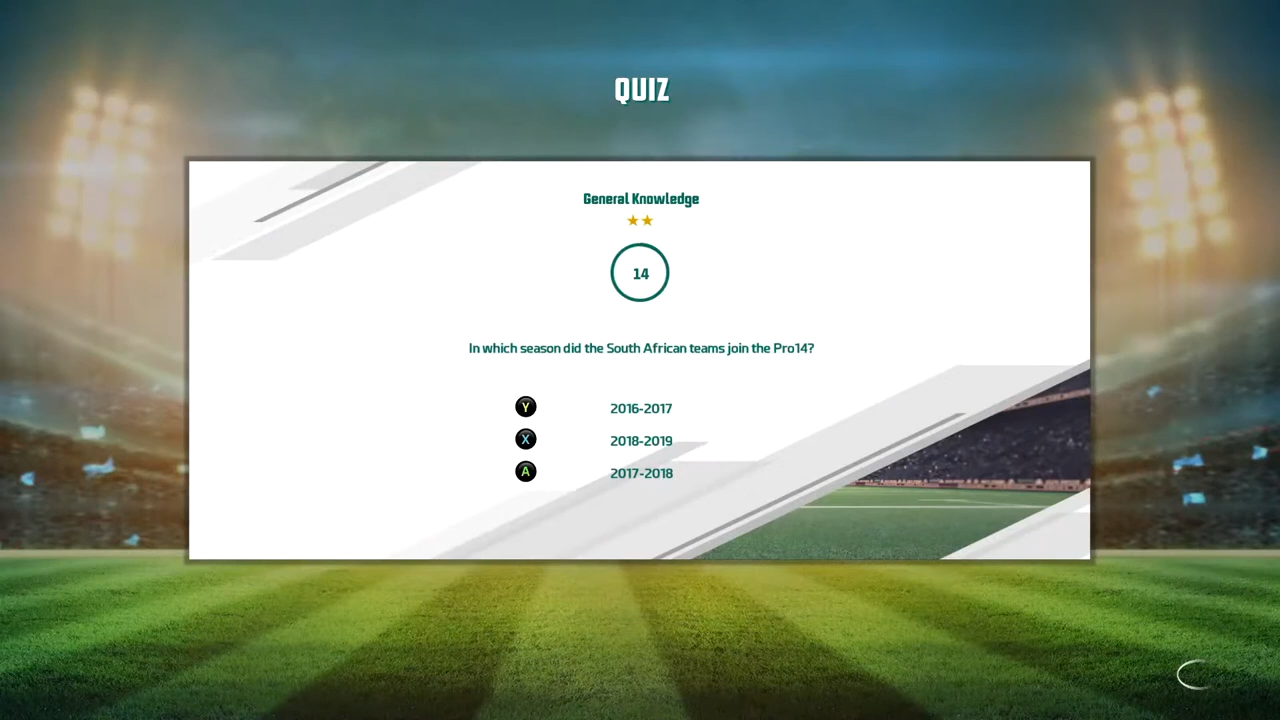 QUIZ
General Knowledge
14
In which season did the South African teams join the Pro14?
Y 2016-2017
X 2018-2019
A 2017-2018